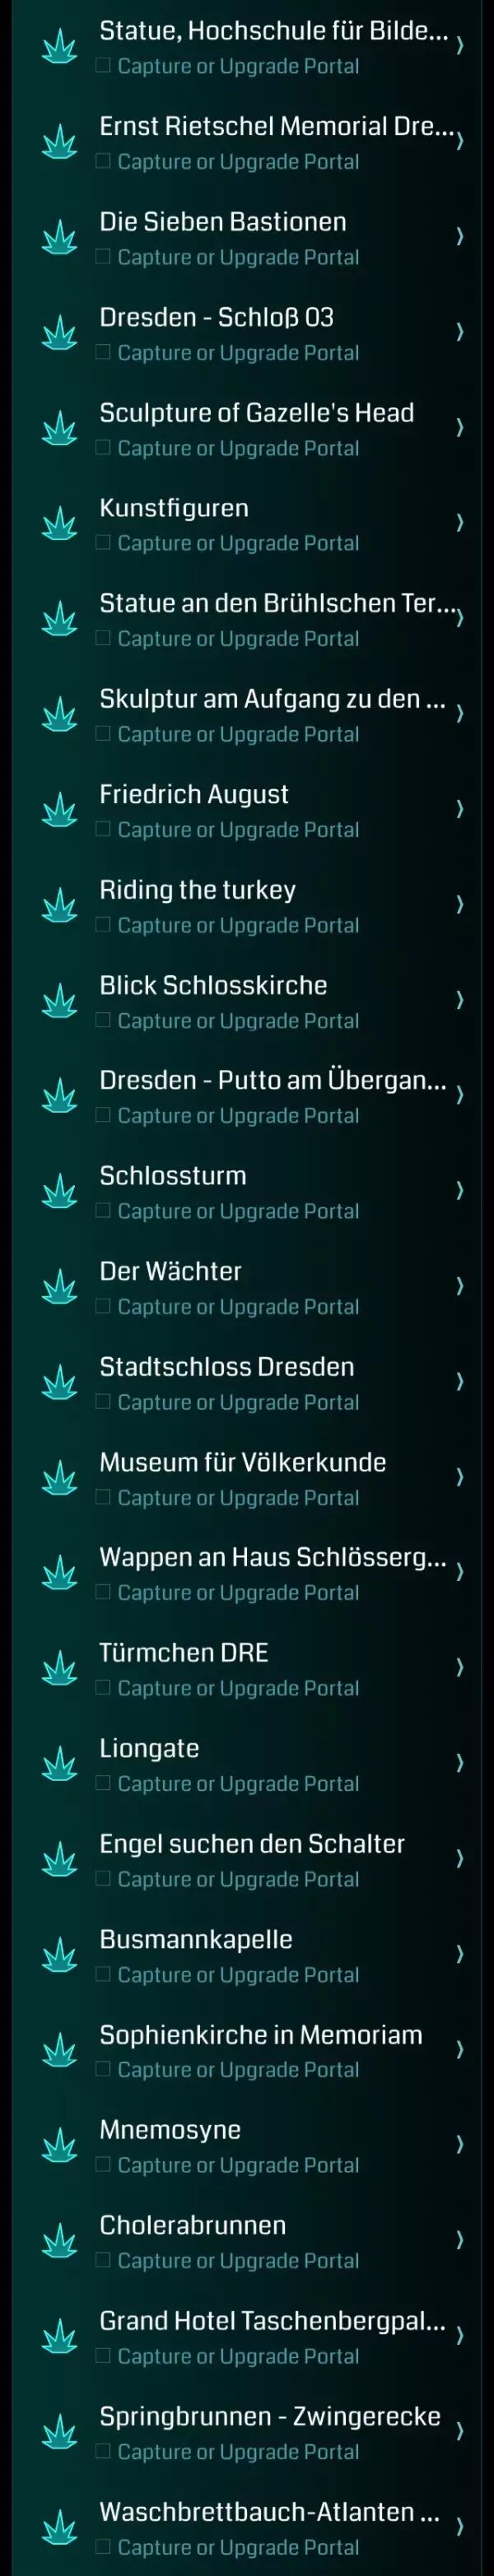 Statue, Hochschule für Bilde...
Capture or Upgrade Portal
Ernst Rietschel Memorial Dre...
Capture or Upgrade Portal
Die Sieben Bastionen
Capture or Upgrade Portal
Dresden - Schloß 03
Capture or Upgrade Portal
Sculpture of Gazelle's Head
Capture or Upgrade Portal
Kunstfiguren
Capture or Upgrade Portal
Statue an den Brühlschen Ter...
Capture or Upgrade Portal
Skulptur am Aufgang zu den ...
Capture or Upgrade Portal
Friedrich August
Capture or Upgrade Portal
Riding the turkey
Capture or Upgrade Portal
Blick Schlosskirche
Capture or Upgrade Portal
Dresden - Putto am Übergan...
Capture or Upgrade Portal
Schlossturm
Capture or Upgrade Portal
Der Wächter
Capture or Upgrade Portal
Stadtschloss Dresden
Capture or Upgrade Portal
Museum für Völkerkunde
Capture or Upgrade Portal
Wappen an Haus Schlösserg...
Capture or Upgrade Portal
Türmchen DRE
Capture or Upgrade Portal
Liongate
Capture or Upgrade Portal
Engel suchen den Schalter
Capture or Upgrade Portal
Busmannkapelle
Capture or Upgrade Portal
Sophienkirche in Memoriam
Capture or Upgrade Portal
Mnemosyne
Capture or Upgrade Portal
Cholerabrunnen
Capture or Upgrade Portal
Grand Hotel Taschenbergpal...
Capture or Upgrade Portal
Springbrunnen - Zwingerecke
Capture or Upgrade Portal
Waschbrettbauch-Atlanten ...
Capture or Upgrade Portal